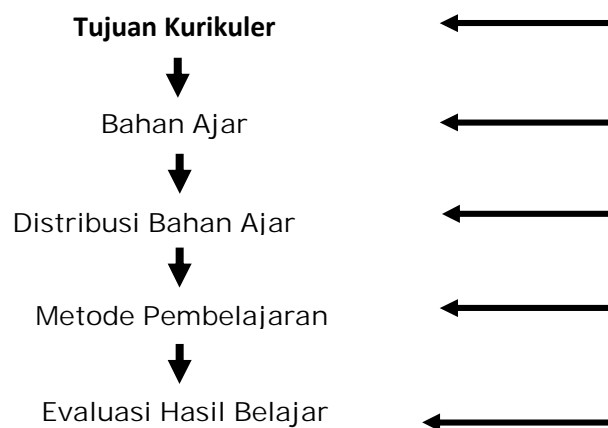 Tujuan Kurikuler
Bahan Ajar
Distribusi Bahan Ajar
Metode Pembelajaran
Evaluasi Hasil Belajar